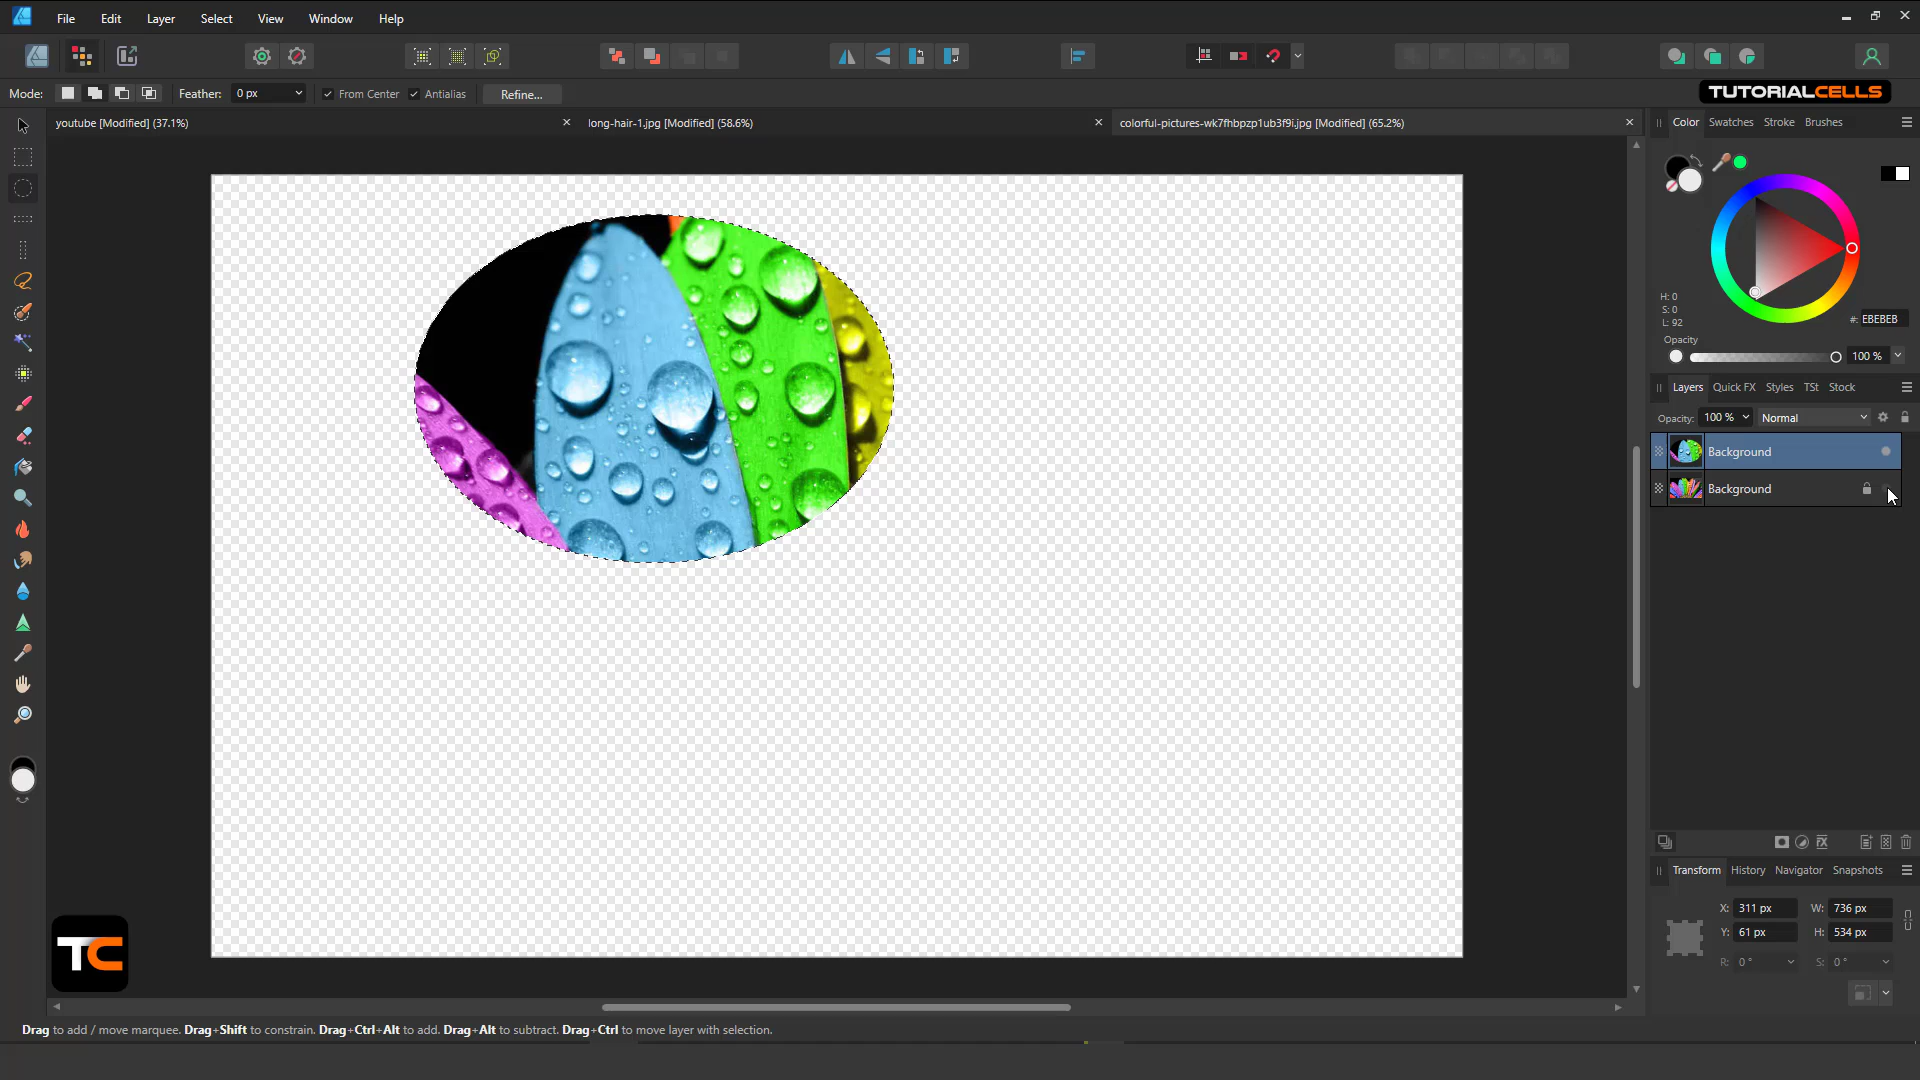 File Edit Layer Select View Window Help
Mode: Feather: 0 px From Center Antialias Refine...
TUTORIALCELLS
youtube [Modified] (37.1%) long-hair-1.jpg [Modified] (58.6%) colorful-pictures-wk7fhbpzp1ub3f9i.jpg [Modified] (65.2%)
Color Swatches Stroke Brushes
H: 0
S: 0
L: 92
#: EBEBEB
Opacity
100 %
Layers Quick FX Styles TSt Stock
Opacity: 100 % Normal
Background
Background
Transform History Navigator Snapshots
X: 311 px W: 736 px
Y: 61 px H: 534 px
R: 0 ° S: 0 °
TC
Drag to add / move marquee. Drag+Shift to constrain. Drag+Ctrl+Alt to add. Drag+Alt to subtract. Drag+Ctrl to move layer with selection.